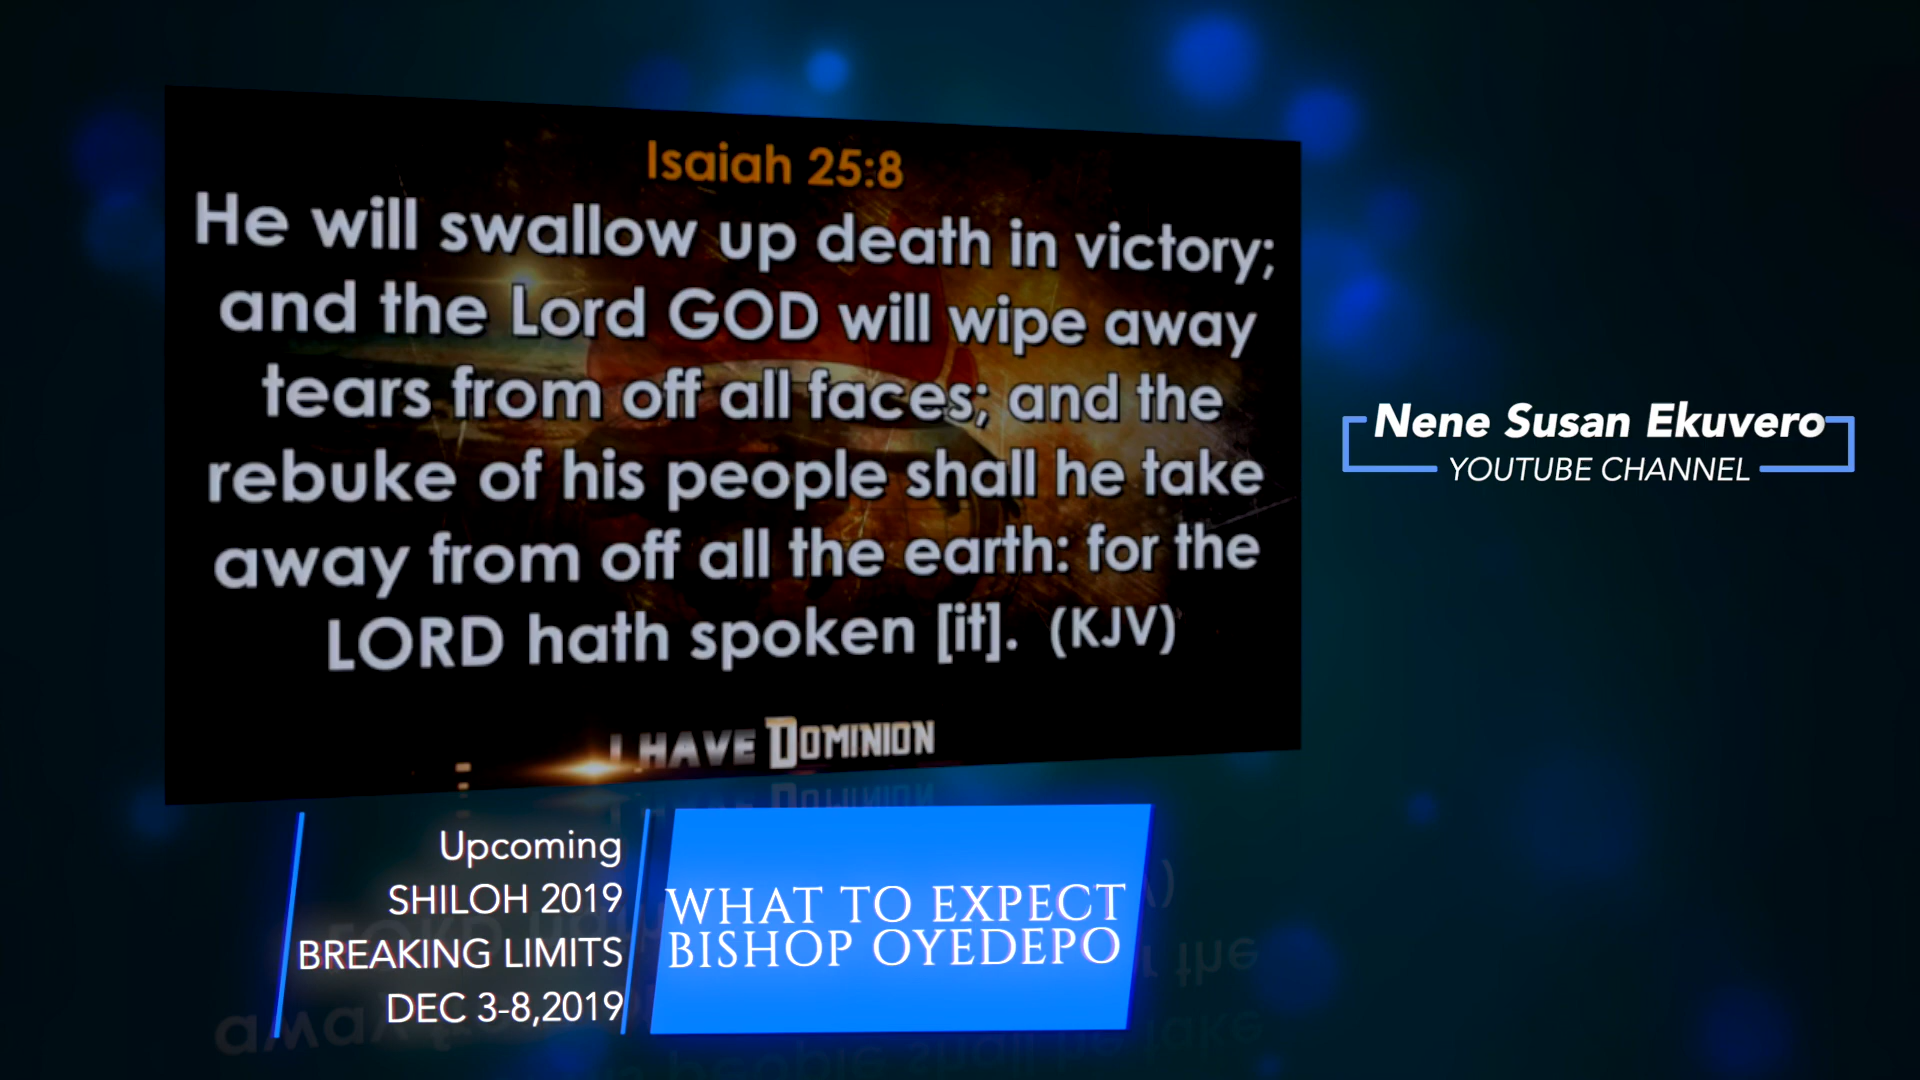 Isaiah 25:8
He will swallow up death in victory;
and the Lord GOD will wipe away
tears from off all faces; and the
rebuke of his people shall he take
away from off all the earth: for the
LORD hath spoken [it]. (KJV)
I HAVE DOMINION
Nene Susan Ekuvero
YOUTUBE CHANNEL
Upcoming
SHILOH 2019
BREAKING LIMITS
DEC 3-8,2019
WHAT TO EXPECT
BISHOP OYEDEPO